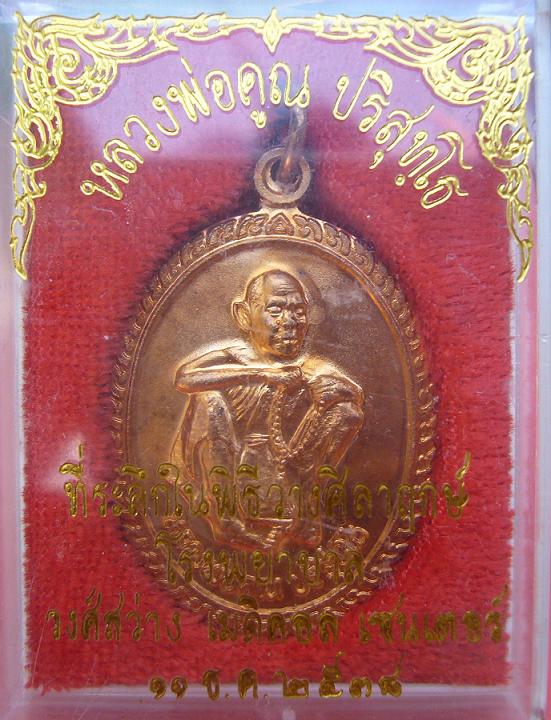 หลวงพ่อคูณ ปริสุทฺโธ
ที่ระลึกในพิธีวางศิลาฤกษ์
โรงพยาบาล
วงศ์สว่าง เมดิคอล เซ็นเตอร์
๑๑ ธ.ค. ๒๕๓๘